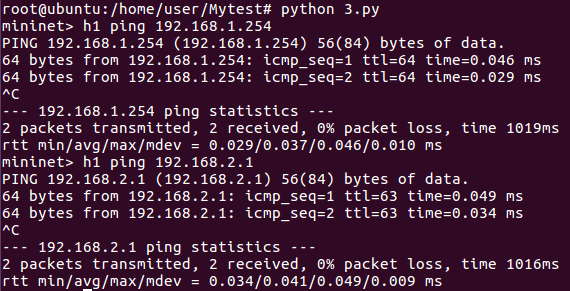 root@ubuntu:/home/user/Mytest# python 3.py
mininet> h1 ping 192.168.1.254
PING 192.168.1.254 (192.168.1.254) 56(84) bytes of data.
64 bytes from 192.168.1.254: icmp_seq=1 ttl=64 time=0.046 ms
64 bytes from 192.168.1.254: icmp_seq=2 ttl=64 time=0.029 ms
^C
--- 192.168.1.254 ping statistics ---
2 packets transmitted, 2 received, 0% packet loss, time 1019ms
rtt min/avg/max/mdev = 0.029/0.037/0.046/0.010 ms
mininet> h1 ping 192.168.2.1
PING 192.168.2.1 (192.168.2.1) 56(84) bytes of data.
64 bytes from 192.168.2.1: icmp_seq=1 ttl=63 time=0.049 ms
64 bytes from 192.168.2.1: icmp_seq=2 ttl=63 time=0.034 ms
^C
--- 192.168.2.1 ping statistics ---
2 packets transmitted, 2 received, 0% packet loss, time 1016ms
rtt min/avg/max/mdev = 0.034/0.041/0.049/0.009 ms